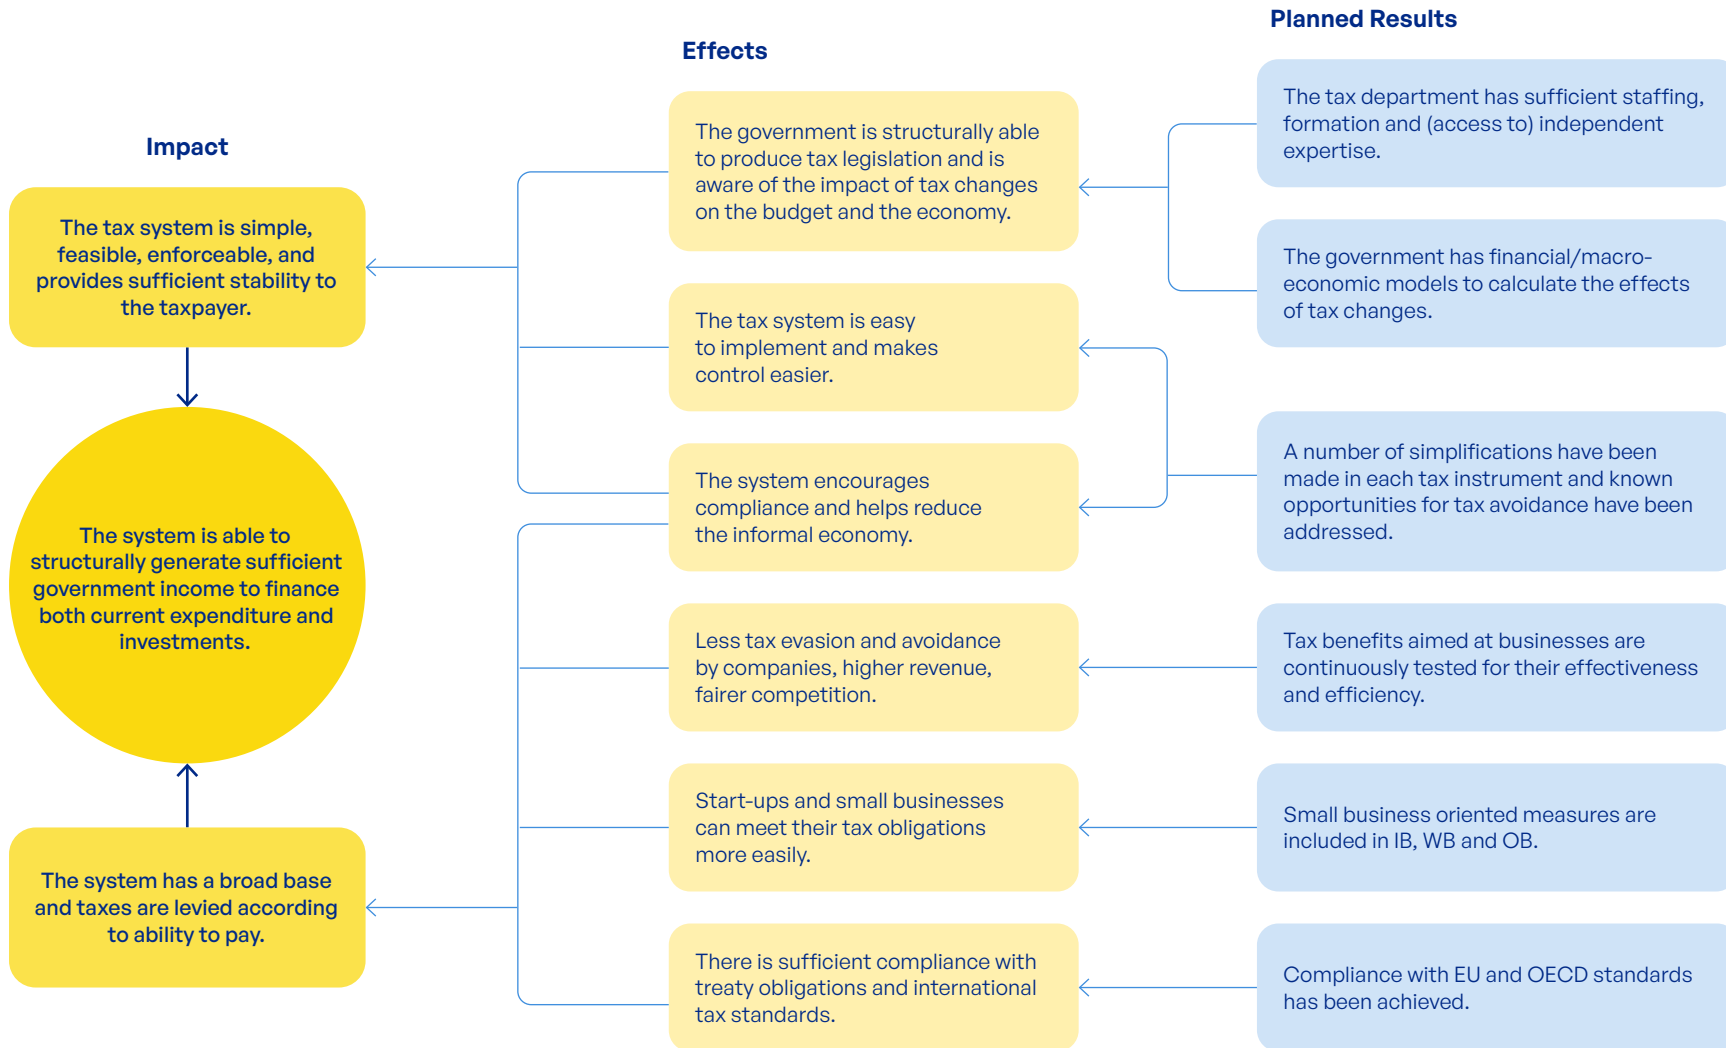 Impact
The tax system is simple,
feasible, enforceable, and
provides sufficient stability to
the taxpayer.
The system is able to
structurally generate sufficient
government income to finance
both current expenditure and
investments.
The system has a broad base
and taxes are levied according
to ability to pay.
Effects
The government is structurally able
to produce tax legislation and is
aware of the impact of tax changes
on the budget and the economy.
The tax system is easy
to implement and makes
control easier.
The system encourages
compliance and helps reduce
the informal economy.
Less tax evasion and avoidance
by companies, higher revenue,
fairer competition.
Start-ups and small businesses
can meet their tax obligations
more easily.
There is sufficient compliance with
treaty obligations and international
tax standards.
Planned Results
The tax department has sufficient staffing,
formation and (access to) independent
expertise.
The government has financial/macro-
economic models to calculate the effects
of tax changes.
A number of simplifications have been
made in each tax instrument and known
opportunities for tax avoidance have been
addressed.
Tax benefits aimed at businesses are
continuously tested for their effectiveness
and efficiency.
Small business oriented measures are
included in IB, WB and OB.
Compliance with EU and OECD standards
has been achieved.